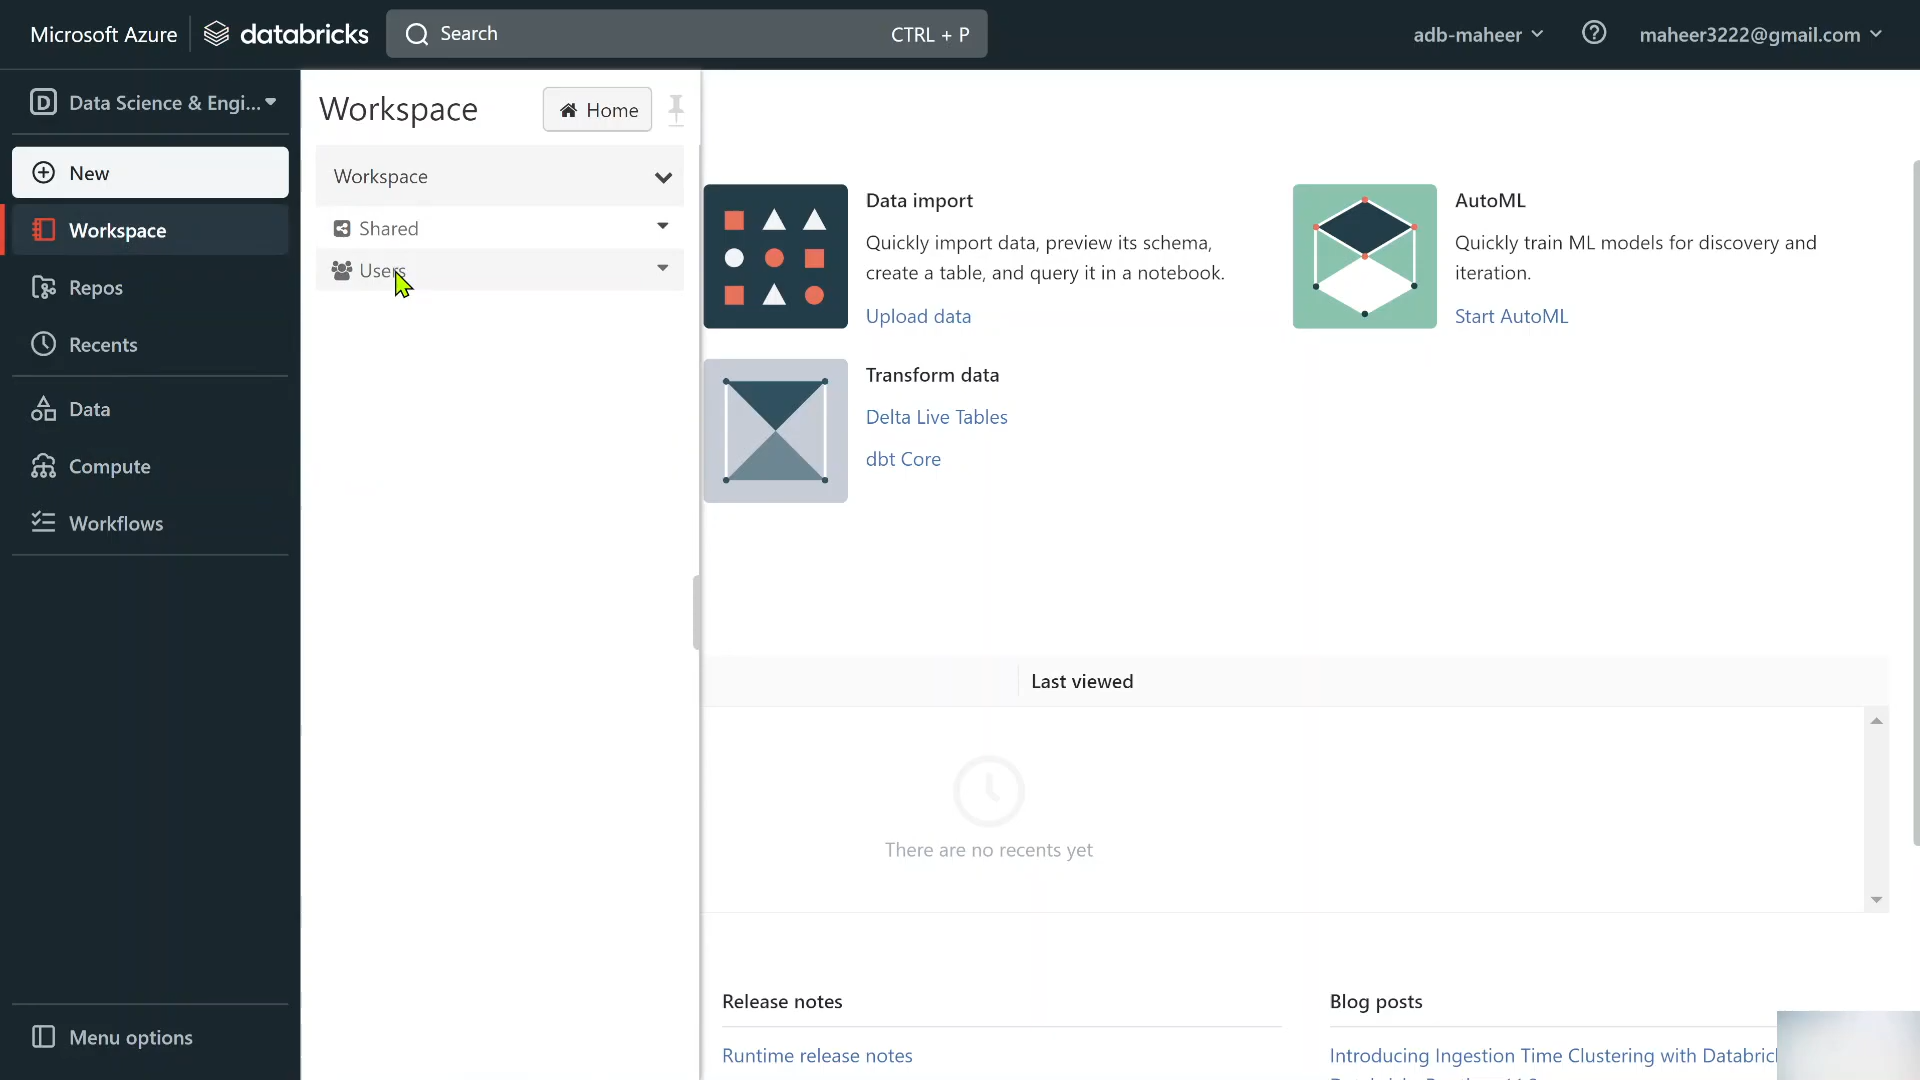 Microsoft Azure databricks Search CTRL + P adb-maheer maheer3222@gmail.com
Data Science & Engi...
New
Workspace
Repos
Recents
Data
Compute
Workflows
Menu options
Workspace Home
Workspace
Shared
Users
Data import
Quickly import data, preview its schema,
create a table, and query it in a notebook.
Upload data
AutoML
Quickly train ML models for discovery and
iteration.
Start AutoML
Transform data
Delta Live Tables
dbt Core
Last viewed
There are no recents yet
Release notes
Runtime release notes
Blog posts
Introducing Ingestion Time Clustering with